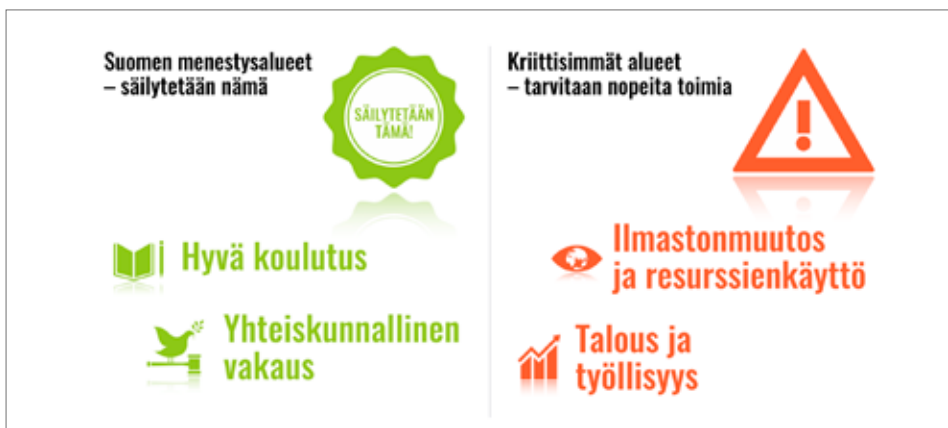 Suomen menestysalueet
– säilytetään nämä
SÄILYTETÄÄN
TÄMÄ!
Hyvä koulutus
Yhteiskunnallinen
vakaus
Kriittisimmät alueet
– tarvitaan nopeita toimia
Ilmastonmuutos
ja resurssienkäyttö
Talous ja
työllisyys